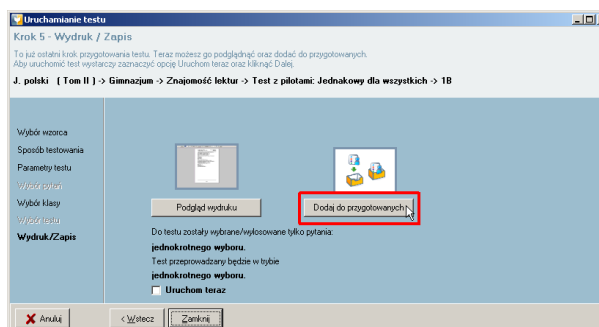 Uruchamianie testu
Krok 5 - Wydruk / Zapis
To już ostatni krok przygotowania testu. Teraz możesz go podglądnąć oraz dodać do przygotowanych.
Aby uruchomić test wystarczy zaznaczyć opcję Uruchom teraz oraz kliknąć Dalej.
J. polski ( Tom II ) -> Gimnazjum -> Znajomość lektur -> Test z pilotami: Jednakowy dla wszystkich -> 1B
Wybór wzorca
Sposób testowania
Parametry testu
Wybór pytań
Wybór klasy
Wybór testu
Wydruk/Zapis
Podgląd wydruku
Dodaj do przygotowanych
Do testu zostały wybrane/wylosowane tylko pytania:
jednokrotnego wyboru.
Test przeprowadzany będzie w trybie
jednokrotnego wyboru.
Uruchom teraz
Anuluj
< Wstecz
Zamknij